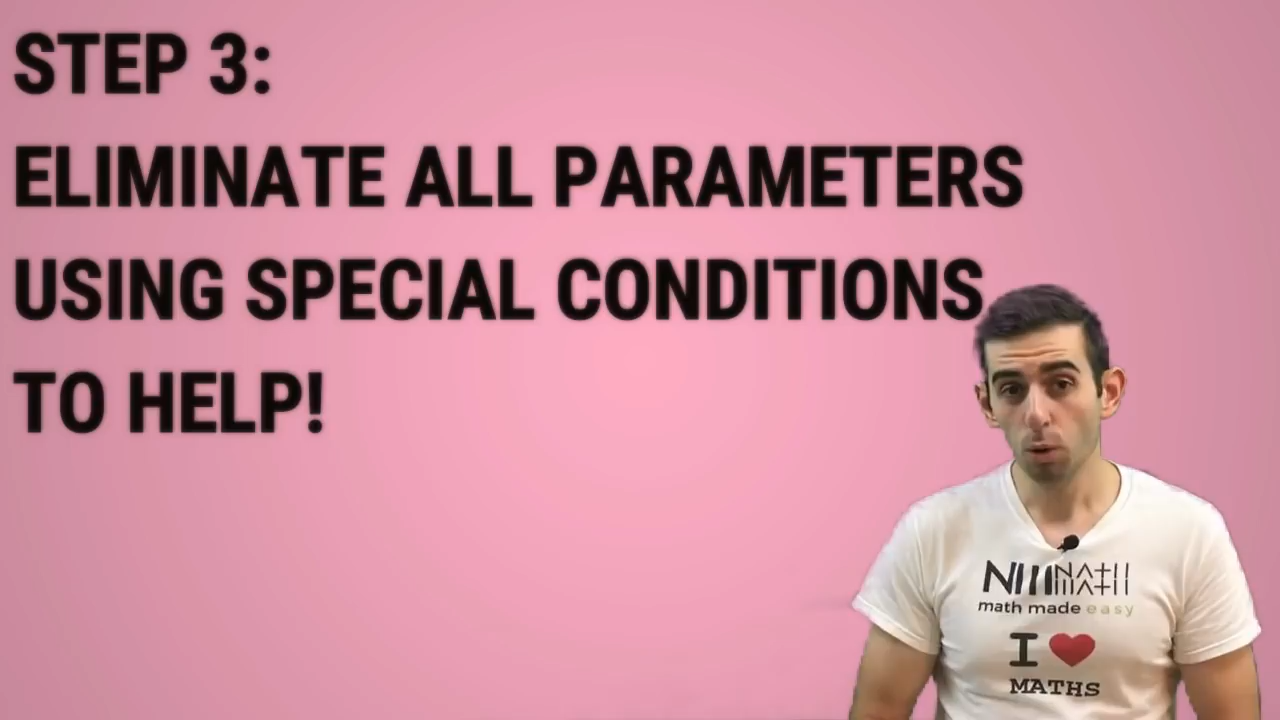 STEP 3:
ELIMINATE ALL PARAMETERS
USING SPECIAL CONDITIONS
TO HELP!
math made easy
I
MATHS